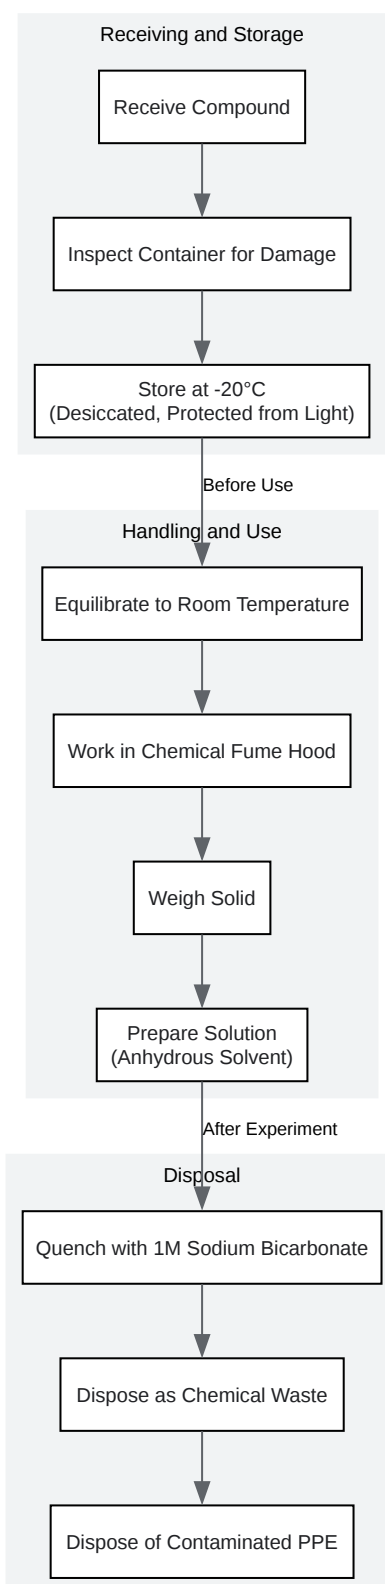 Receiving and Storage
Receive Compound
Inspect Container for Damage
Store at -20°C
(Desiccated, Protected from Light)
Before Use
Handling and Use
Equilibrate to Room Temperature
Work in Chemical Fume Hood
Weigh Solid
Prepare Solution
(Anhydrous Solvent)
After Experiment
Disposal
Quench with 1M Sodium Bicarbonate
Dispose as Chemical Waste
Dispose of Contaminated PPE